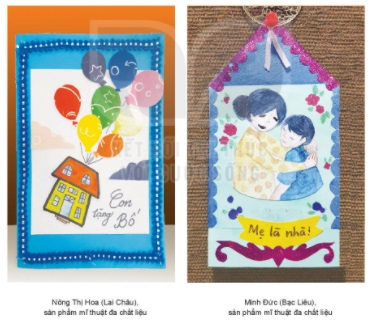 Con
tặng Bố
Mẹ là nhà!
Nông Thị Hoa (Lai Châu),
sản phẩm mĩ thuật đa chất liệu
Minh Đức (Bạc Liêu),
sản phẩm mĩ thuật đa chất liệu